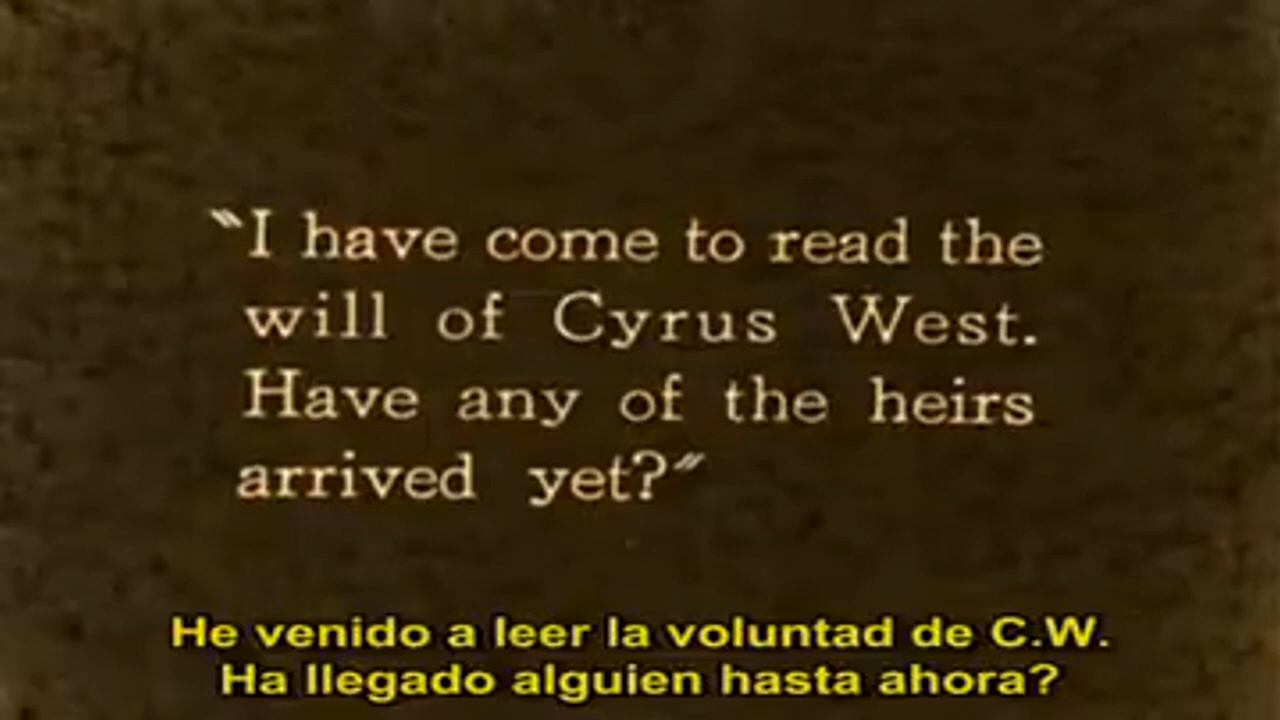 "I have come to read the
will of Cyrus West.
Have any of the heirs
arrived yet?"
He venido a leer la voluntad de C.W.
Ha llegado alguien hasta ahora?